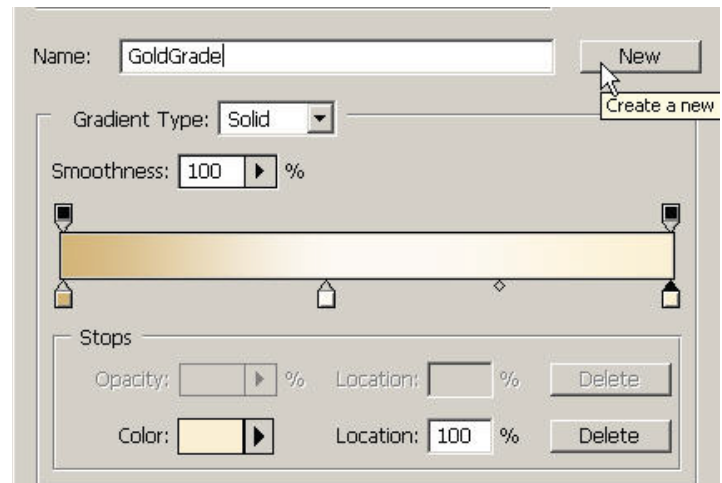 Name: GoldGrade New
Create a new
Gradient Type: Solid
Smoothness: 100 %
Stops
Opacity: % Location: % Delete
Color: Location: 100 % Delete